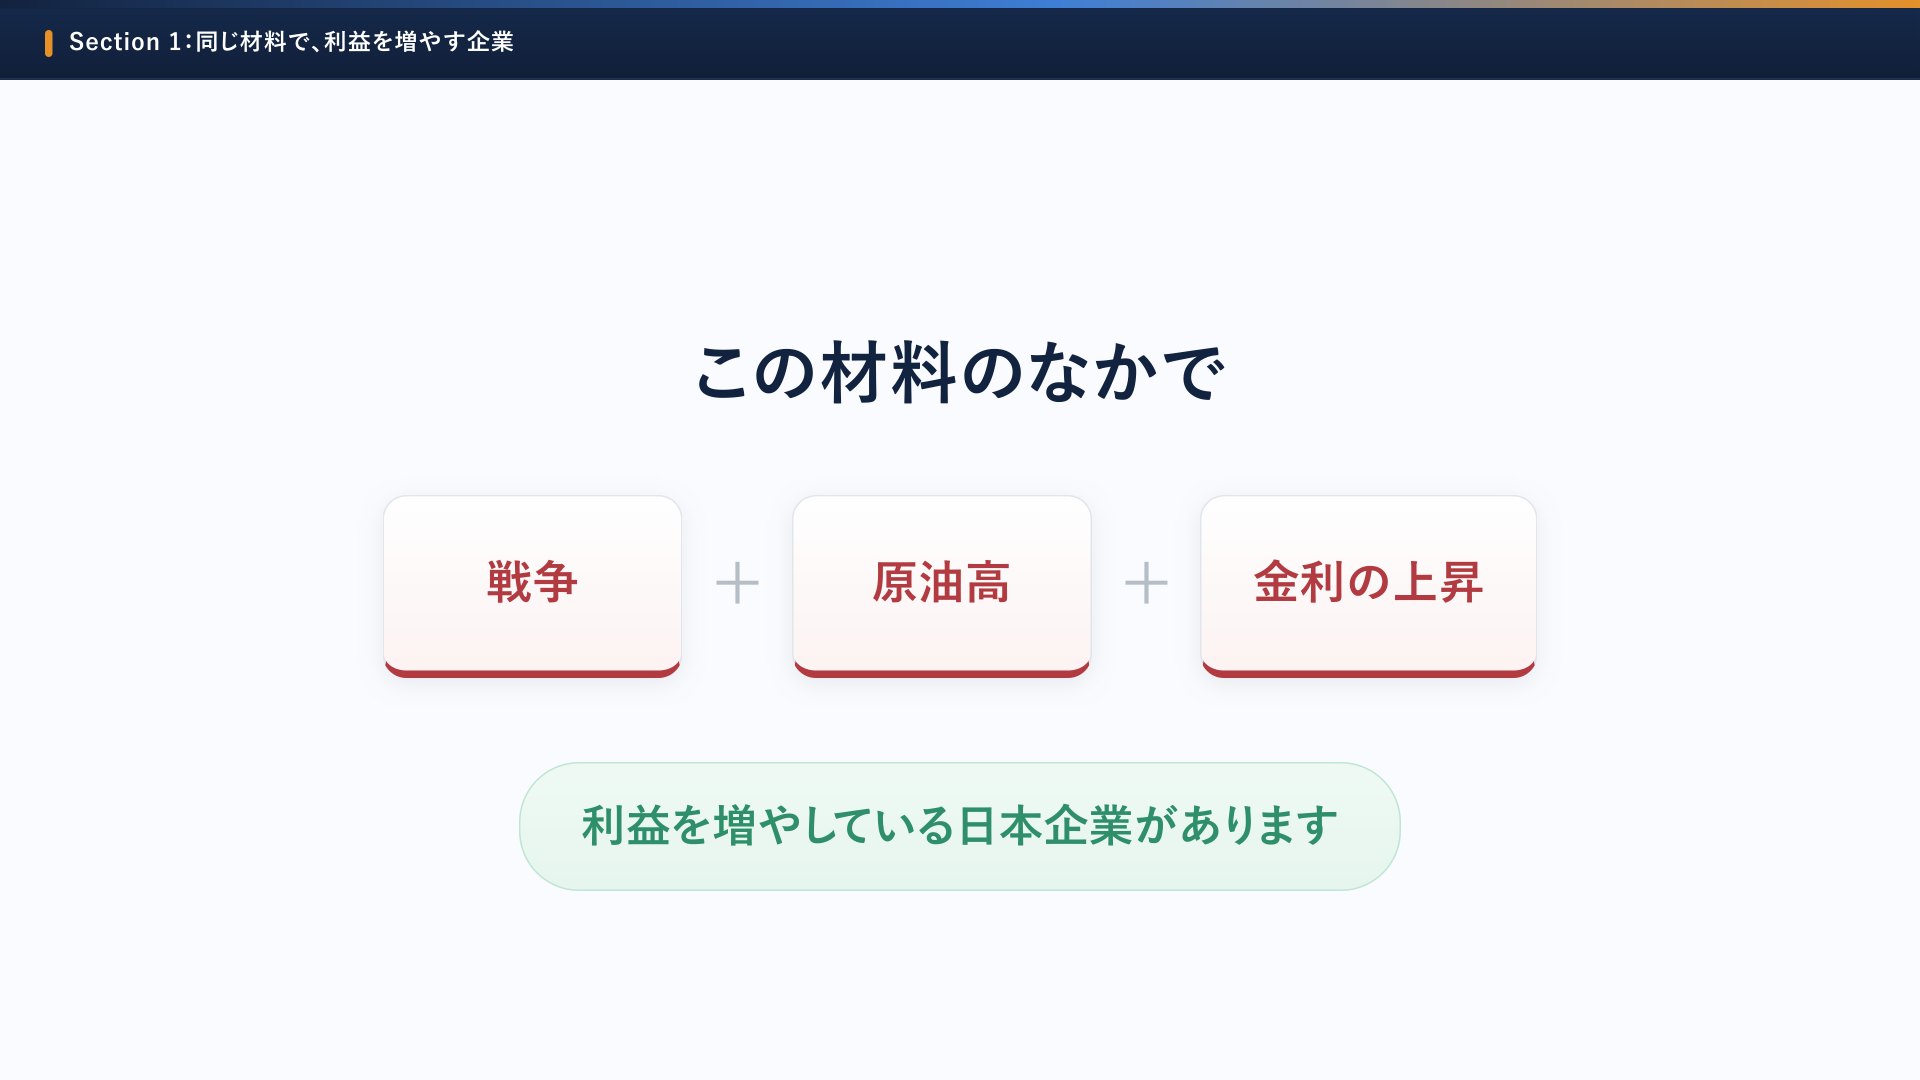 Section 1：同じ材料で、利益を増やす企業
この材料のなかで
戦争 + 原油高 + 金利の上昇
利益を増やしている日本企業があります